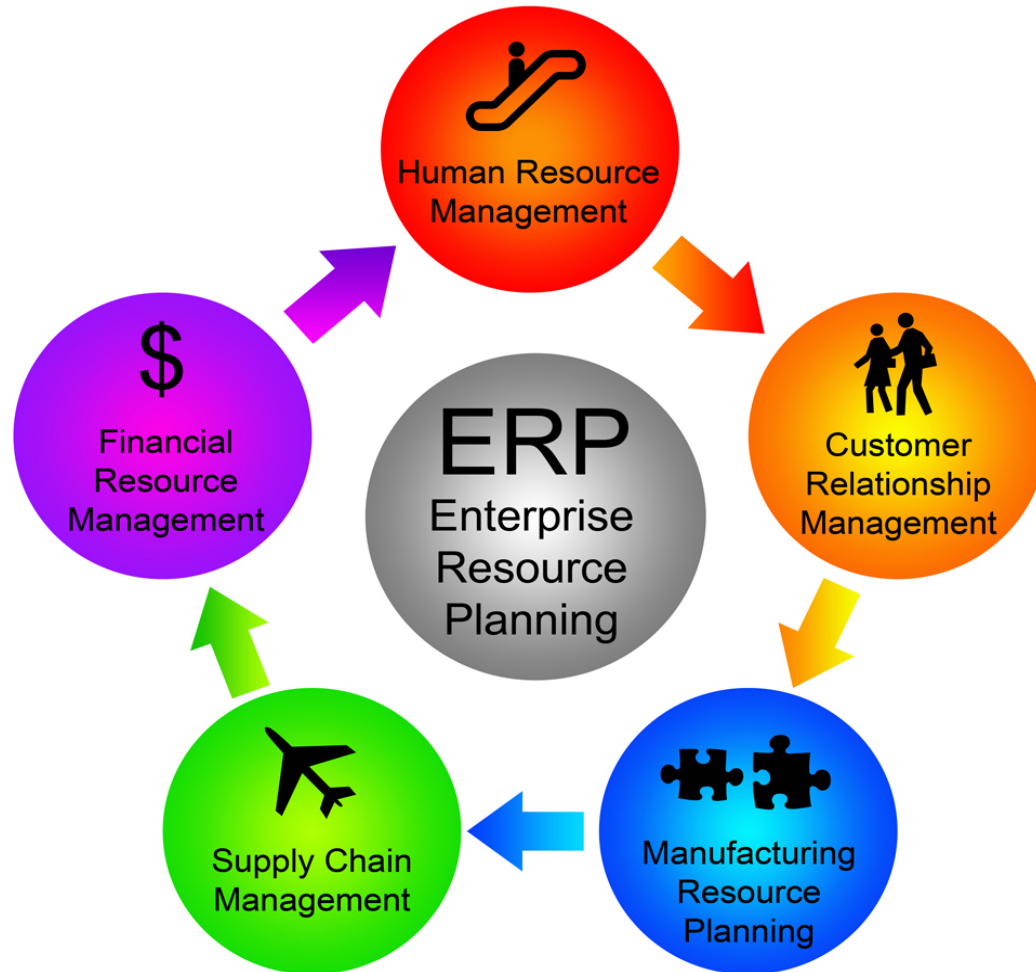 Human Resource
Management
$
Financial
Resource
Management
ERP
Enterprise
Resource
Planning
Customer
Relationship
Management
Supply Chain
Management
Manufacturing
Resource
Planning